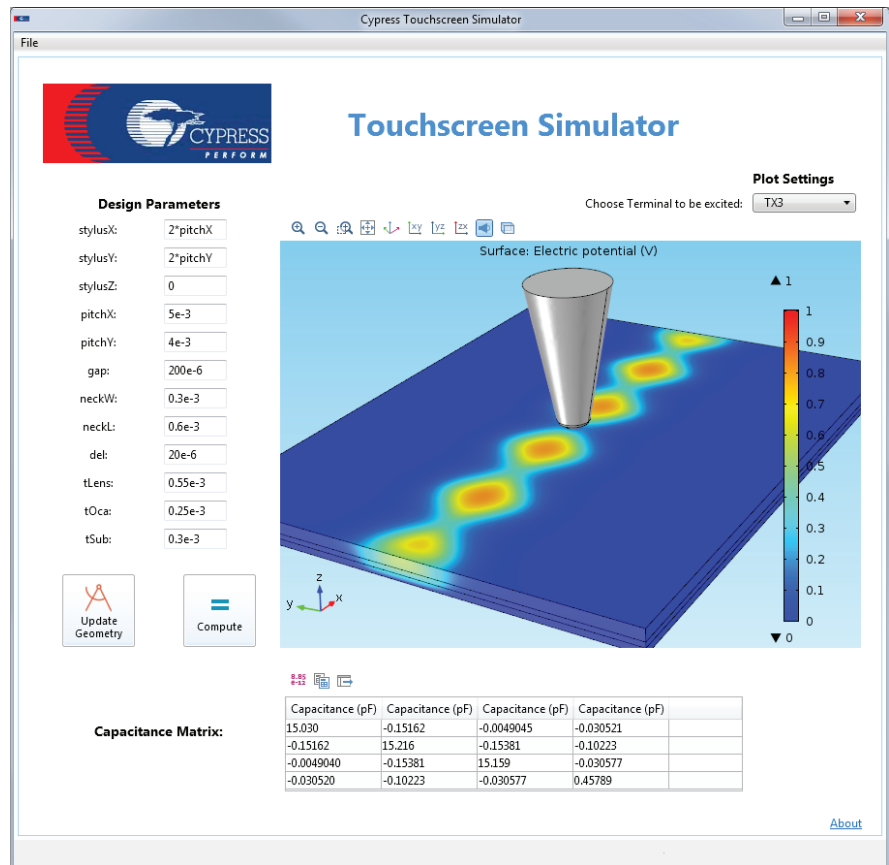 Cypress Touchscreen Simulator
File
CYPRESS
PERFORM
Touchscreen Simulator
Plot Settings
Choose Terminal to be excited: TX3
Design Parameters
stylusX: 2*pitchX
stylusY: 2*pitchY
stylusZ: 0
pitchX: 5e-3
pitchY: 4e-3
gap: 200e-6
neckW: 0.3e-3
neckL: 0.6e-3
del: 20e-6
tLens: 0.55e-3
tOca: 0.25e-3
tSub: 0.3e-3
Update
Geometry
Compute
xy yz zx
Surface: Electric potential (V)
▲ 1
1
0.9
0.8
0.7
0.6
0.5
0.4
0.3
0.2
0.1
0
▼ 0
z
y x
8.85
e-12
Capacitance Matrix:
Capacitance (pF) Capacitance (pF) Capacitance (pF) Capacitance (pF)
15.030 -0.15162 -0.0049045 -0.030521
-0.15162 15.216 -0.15381 -0.10223
-0.0049040 -0.15381 15.159 -0.030577
-0.030520 -0.10223 -0.030577 0.45789
About